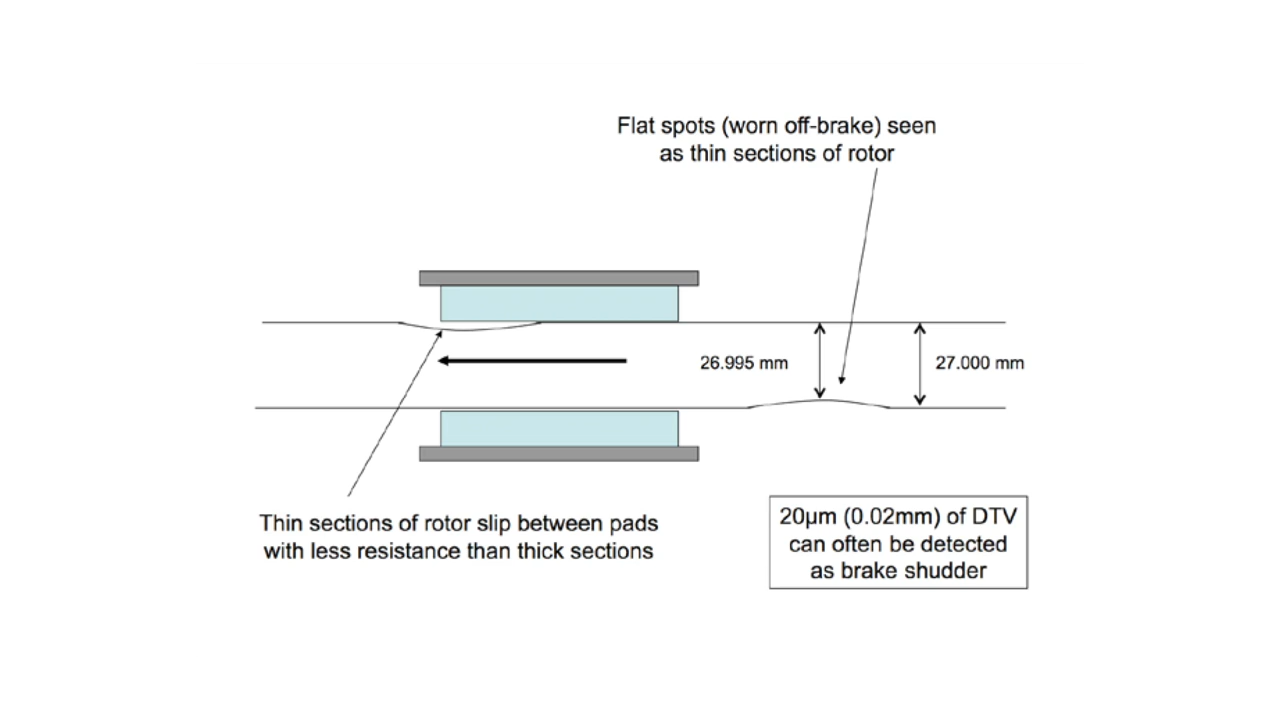 Flat spots (worn off-brake) seen
as thin sections of rotor
26.995 mm
27.000 mm
Thin sections of rotor slip between pads
with less resistance than thick sections
20μm (0.02mm) of DTV
can often be detected
as brake shudder